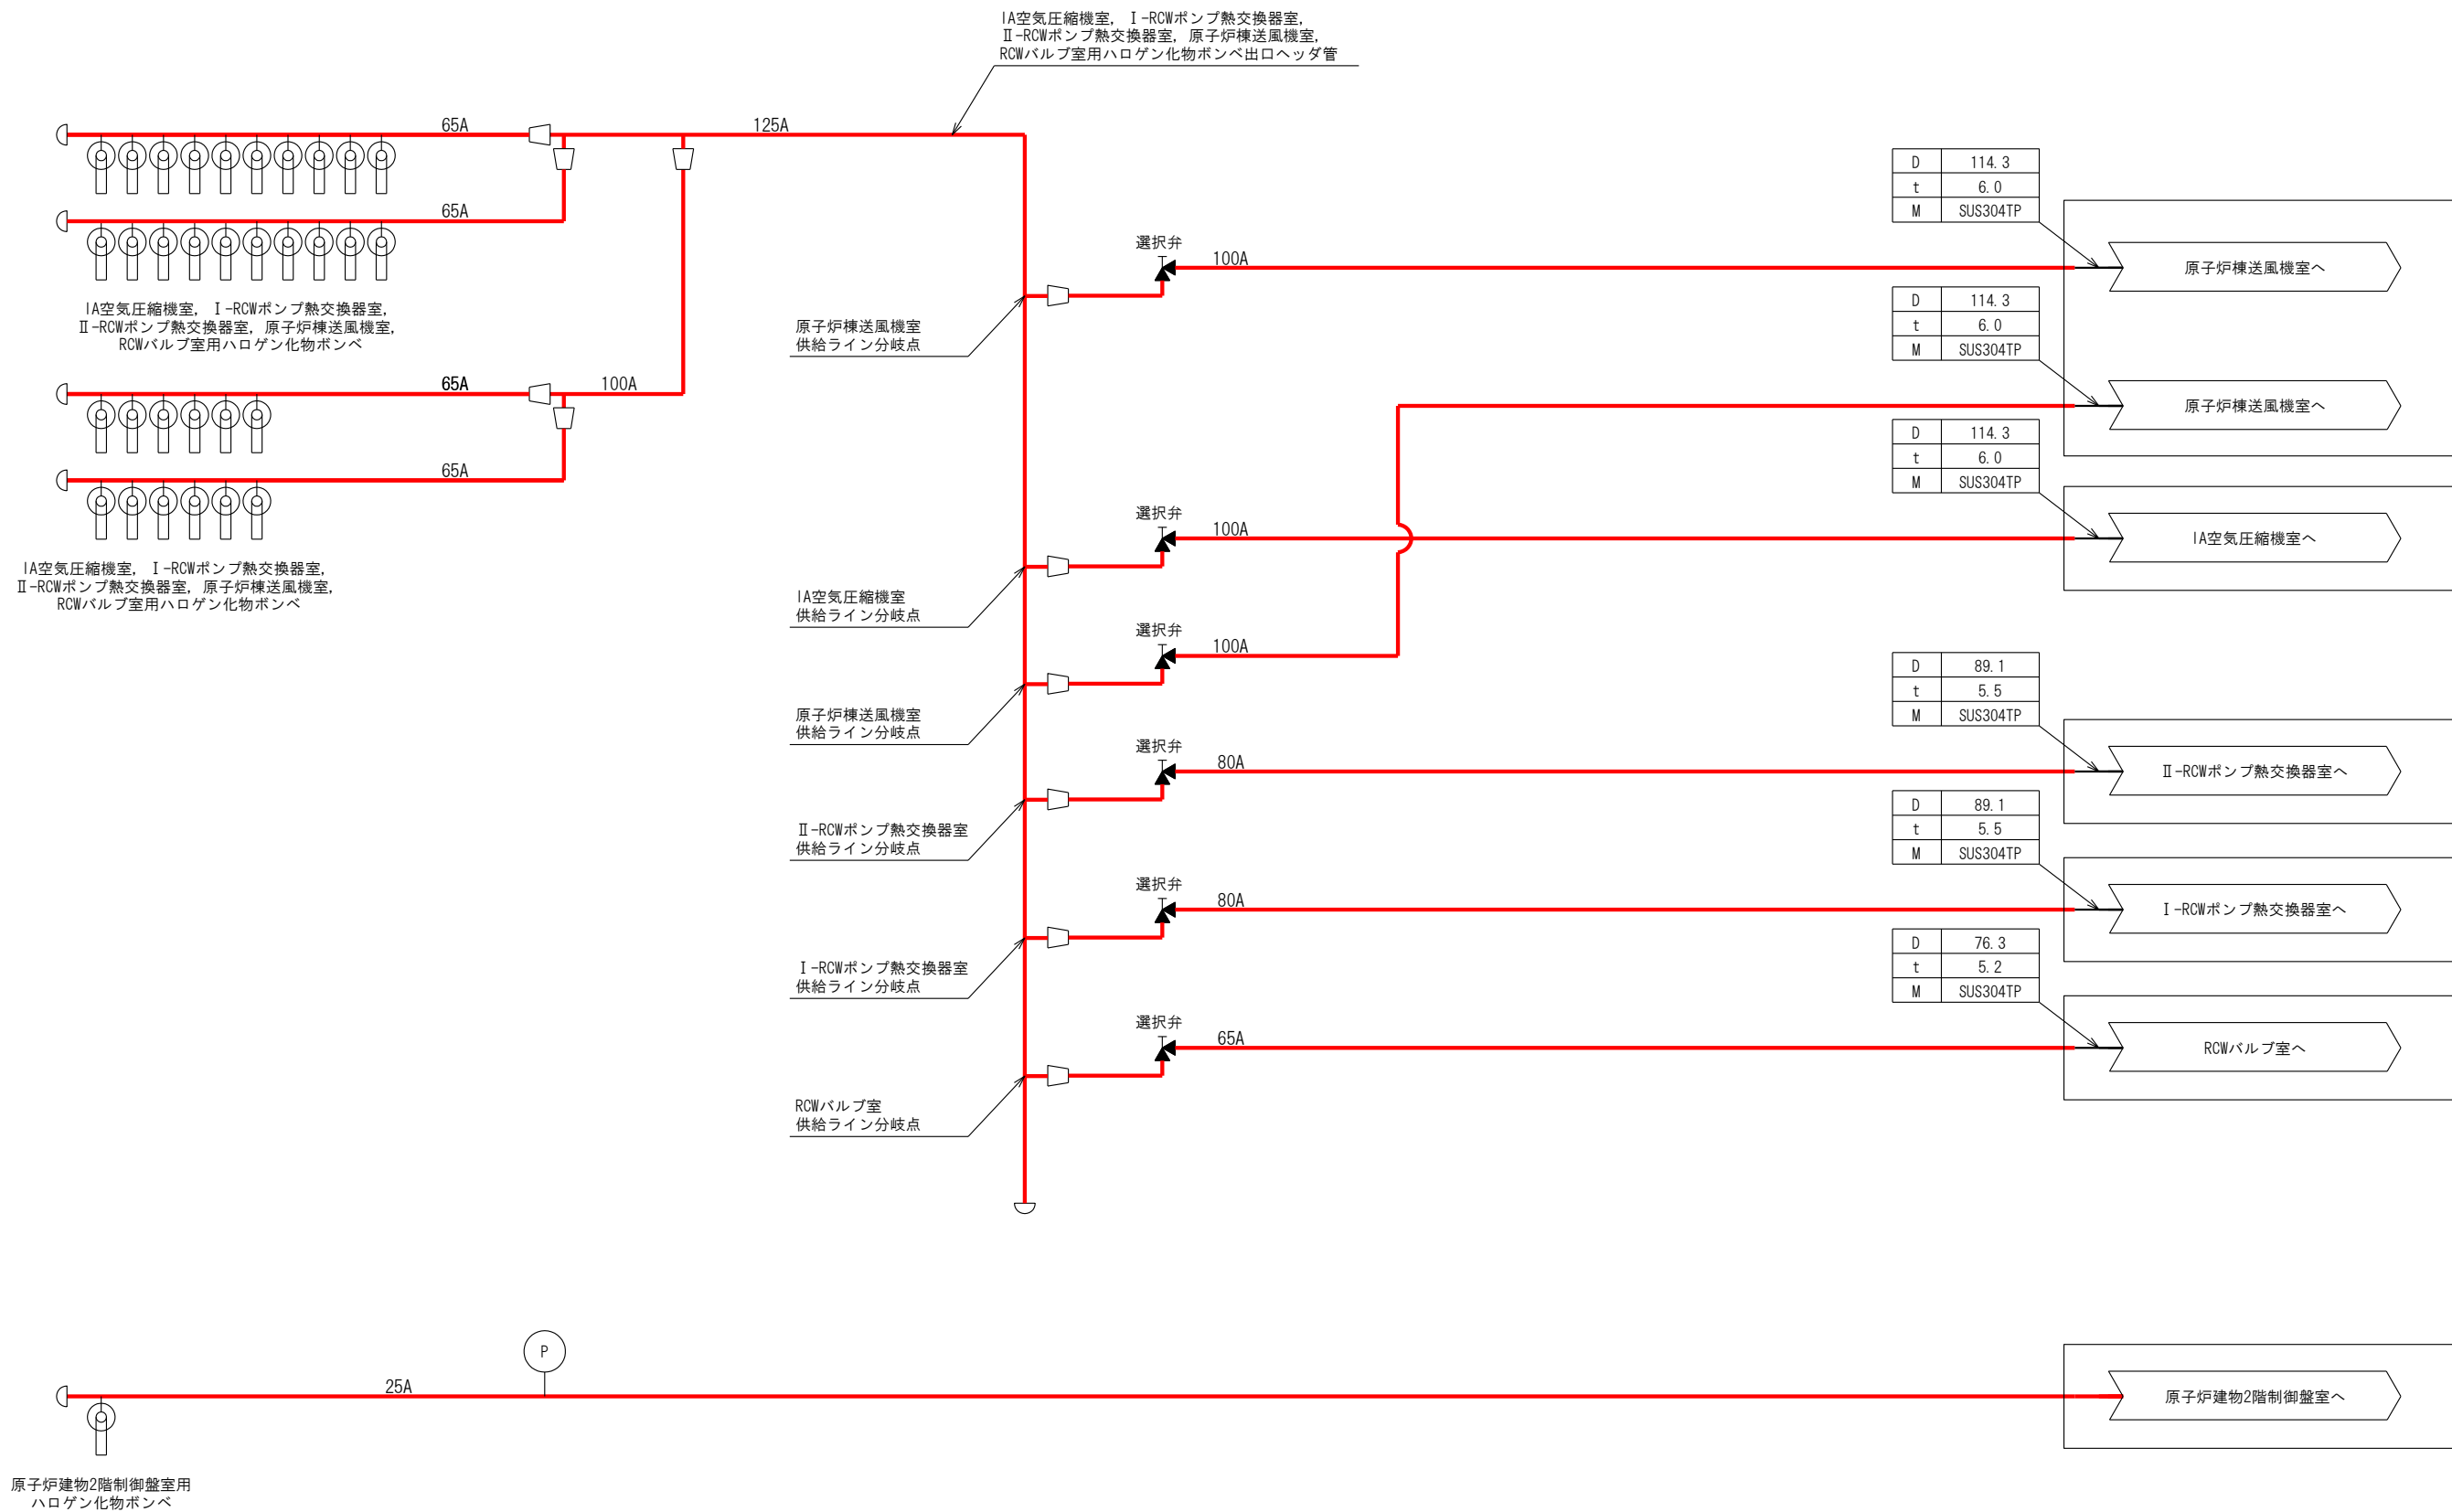 IA空気圧縮機室, Ⅰ-RCWポンプ熱交換器室,
Ⅱ-RCWポンプ熱交換器室, 原子炉棟送風機室,
RCWバルブ室用ハロゲン化物ボンベ出口ヘッダ管
65A
125A
65A
IA空気圧縮機室, Ⅰ-RCWポンプ熱交換器室,
Ⅱ-RCWポンプ熱交換器室, 原子炉棟送風機室,
RCWバルブ室用ハロゲン化物ボンベ
65A
100A
65A
IA空気圧縮機室, Ⅰ-RCWポンプ熱交換器室,
Ⅱ-RCWポンプ熱交換器室, 原子炉棟送風機室,
RCWバルブ室用ハロゲン化物ボンベ
D 114.3
t 6.0
M SUS304TP
選択弁
100A
原子炉棟送風機室へ
原子炉棟送風機室
供給ライン分岐点
D 114.3
t 6.0
M SUS304TP
原子炉棟送風機室へ
D 114.3
t 6.0
M SUS304TP
選択弁
100A
IA空気圧縮機室へ
IA空気圧縮機室
供給ライン分岐点
選択弁
100A
原子炉棟送風機室
供給ライン分岐点
D 89.1
t 5.5
M SUS304TP
選択弁
80A
Ⅱ-RCWポンプ熱交換器室へ
Ⅱ-RCWポンプ熱交換器室
供給ライン分岐点
D 89.1
t 5.5
M SUS304TP
選択弁
80A
Ⅰ-RCWポンプ熱交換器室へ
Ⅰ-RCWポンプ熱交換器室
供給ライン分岐点
D 76.3
t 5.2
M SUS304TP
選択弁
65A
RCWバルブ室へ
RCWバルブ室
供給ライン分岐点
P
25A
原子炉建物2階制御盤室へ
原子炉建物2階制御盤室用
ハロゲン化物ボンベ